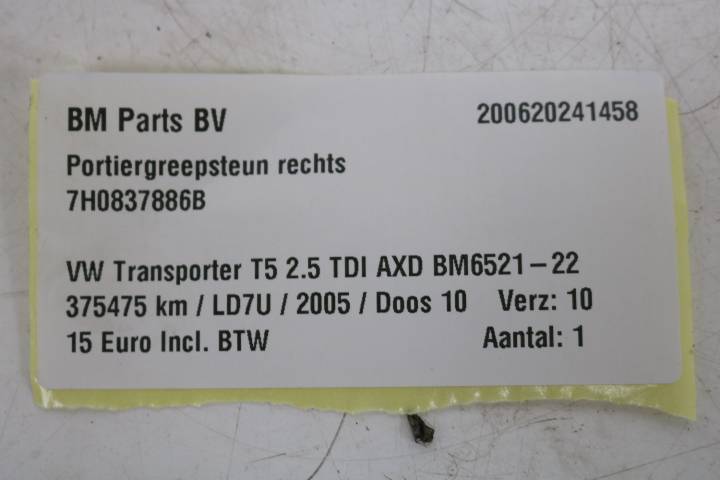 BM Parts BV 200620241458
Portiergreepsteun rechts
7H0837886B
VW Transporter T5 2.5 TDI AXD BM6521-22
375475 km / LD7U / 2005 / Doos 10 Verz: 10
15 Euro Incl. BTW Aantal: 1